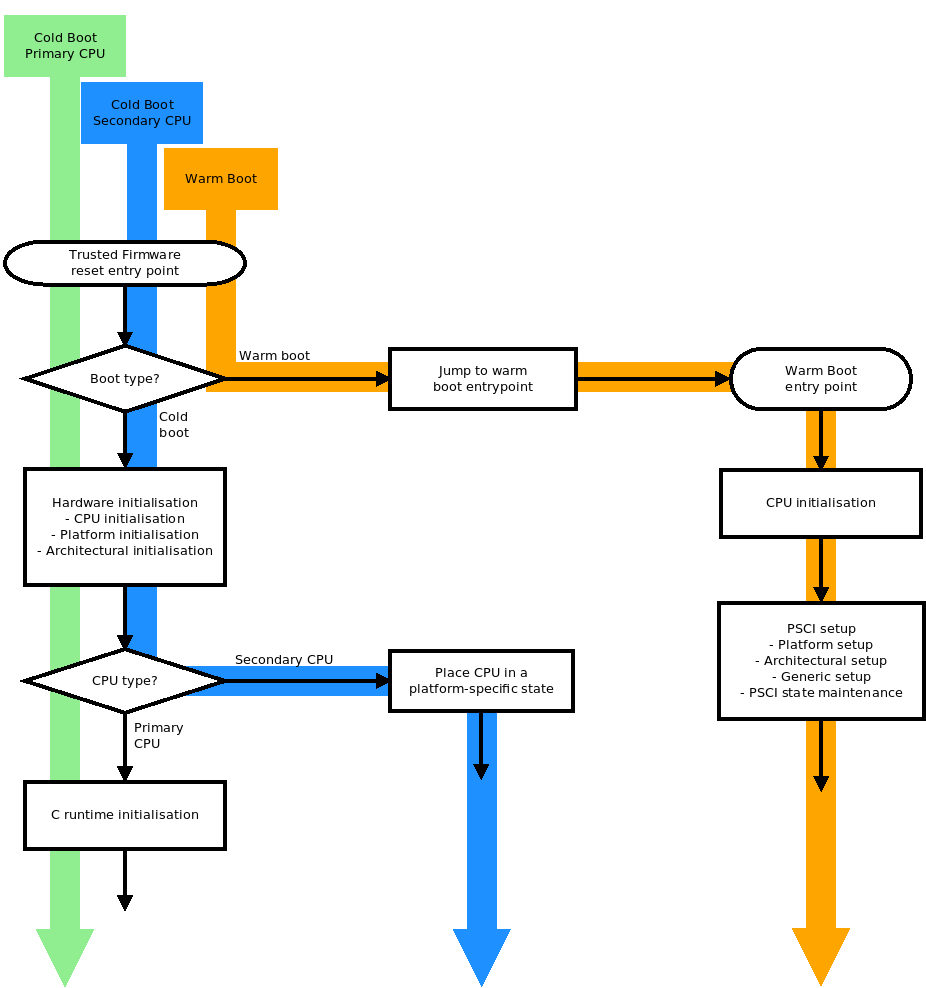 Cold Boot
Primary CPU
Cold Boot
Secondary CPU
Warm Boot
Trusted Firmware
reset entry point
Boot type?
Warm boot
Jump to warm
boot entrypoint
Warm Boot
entry point
Cold
boot
Hardware initialisation
- CPU initialisation
- Platform initialisation
- Architectural initialisation
CPU initialisation
PSCI setup
- Platform setup
- Architectural setup
- Generic setup
- PSCI state maintenance
CPU type?
Secondary CPU
Place CPU in a
platform-specific state
Primary
CPU
C runtime initialisation